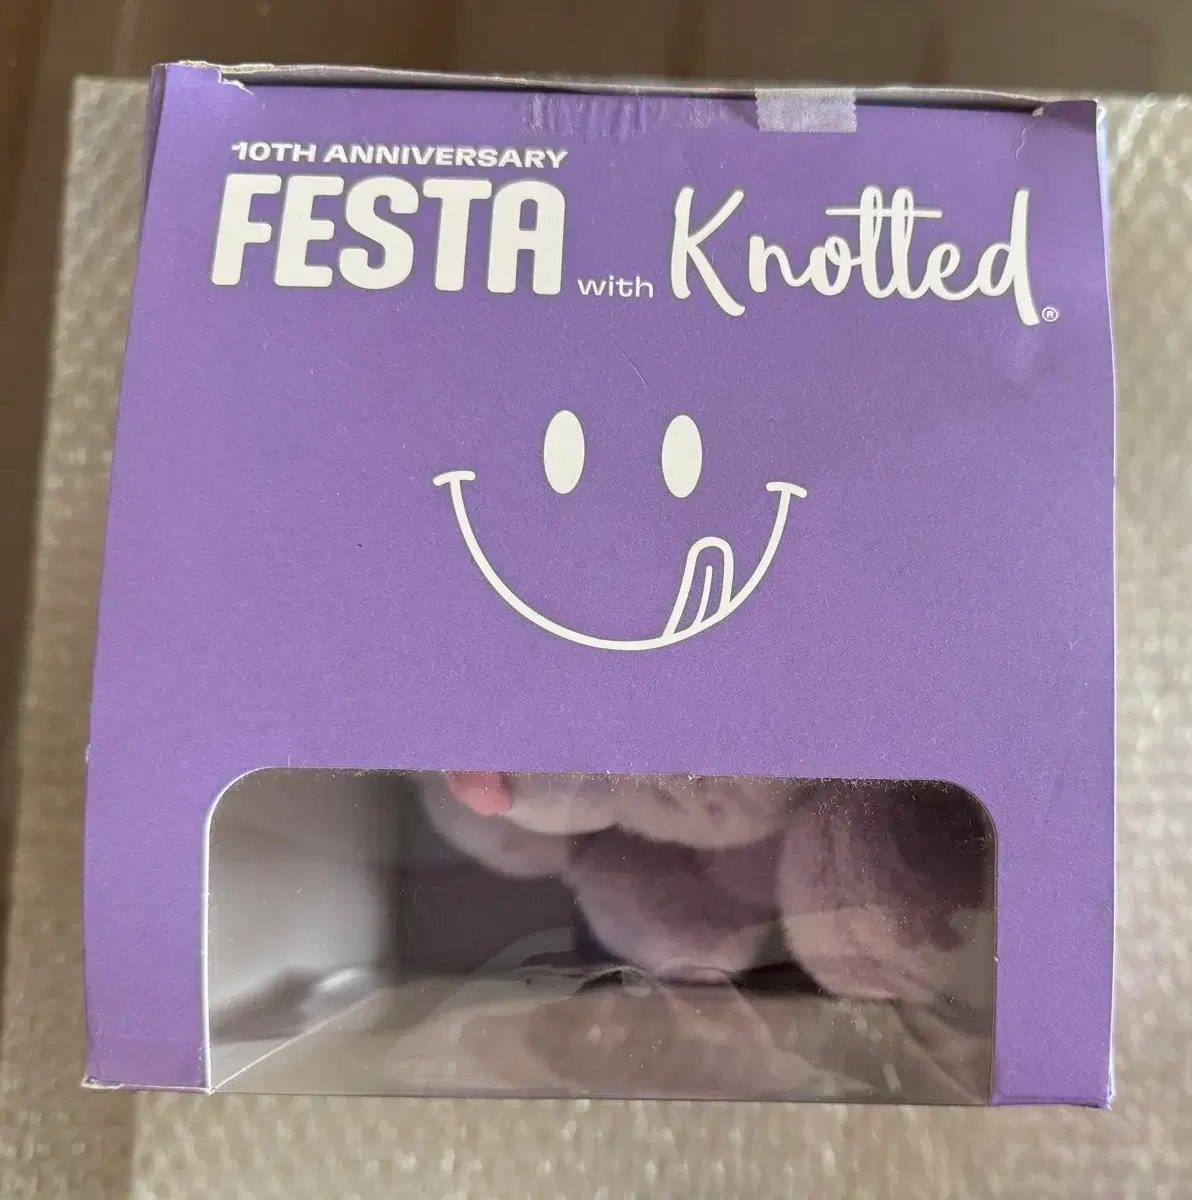 10TH ANNIVERSARY
FESTA with Knotted®